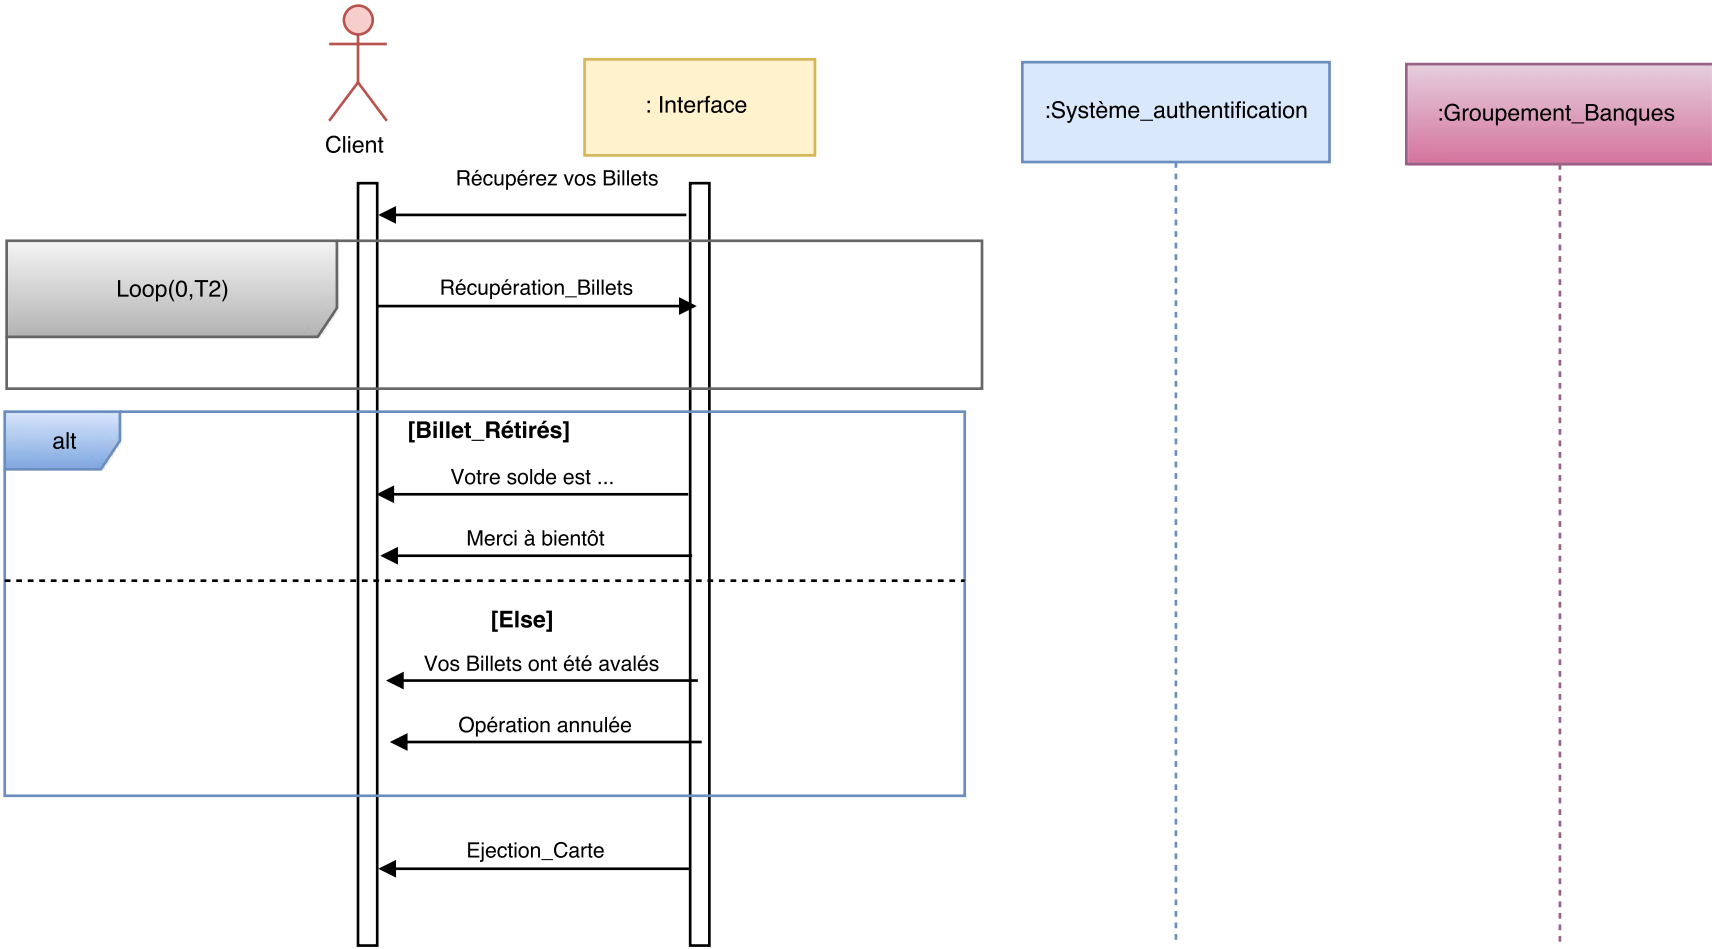 Client
: Interface
:Système_authentification
:Groupement_Banques
Récupérez vos Billets
Loop(0,T2)
Récupération_Billets
alt
[Billet_Rétirés]
Votre solde est ...
Merci à bientôt
[Else]
Vos Billets ont été avalés
Opération annulée
Ejection_Carte